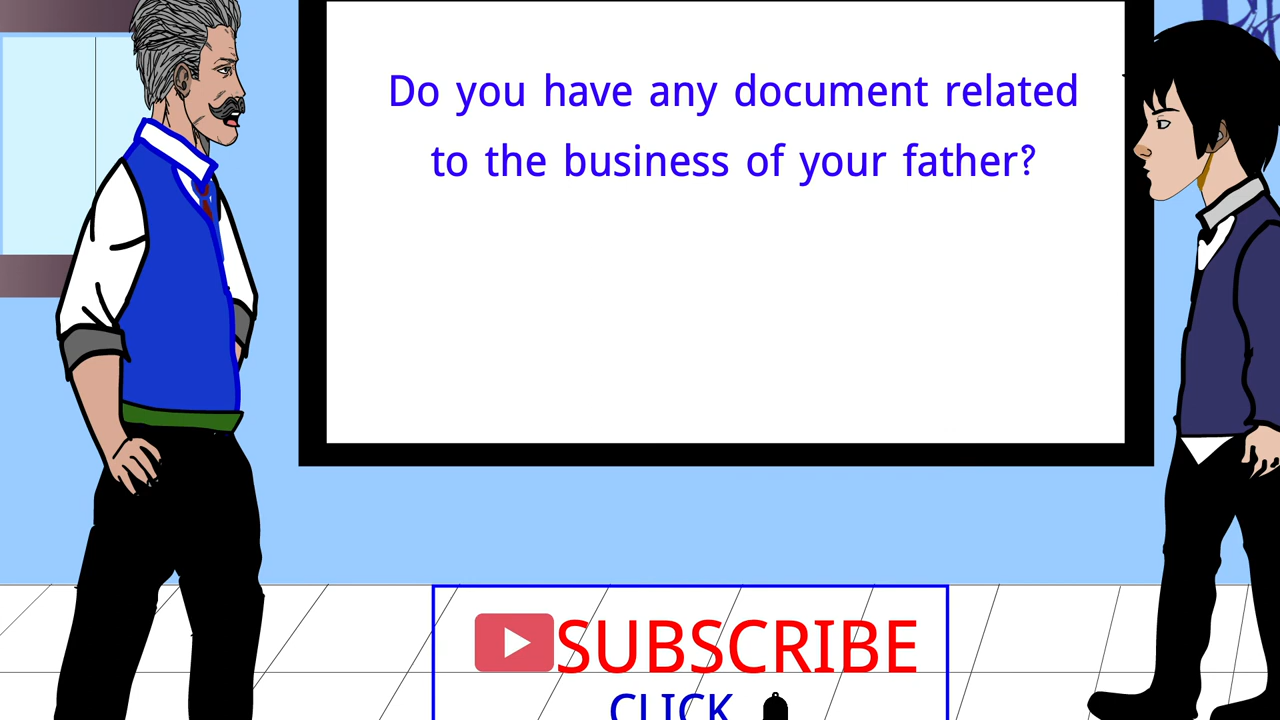 Do you have any document related
to the business of your father?
SUBSCRIBE
CLICK